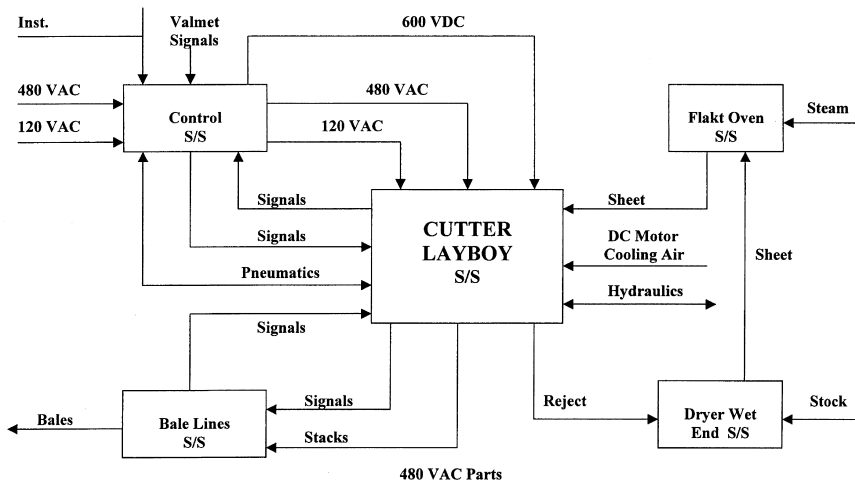 Inst.
Valmet
Signals
600 VDC
480 VAC
480 VAC
120 VAC
120 VAC
Control
S/S
Flakt Oven
S/S
Steam
Signals
Sheet
CUTTER
LAYBOY
S/S
Signals
DC Motor
Cooling Air
Sheet
Pneumatics
Hydraulics
Signals
Signals
Reject
Bales
Bale Lines
S/S
Dryer Wet
End S/S
Stock
Stacks
480 VAC Parts